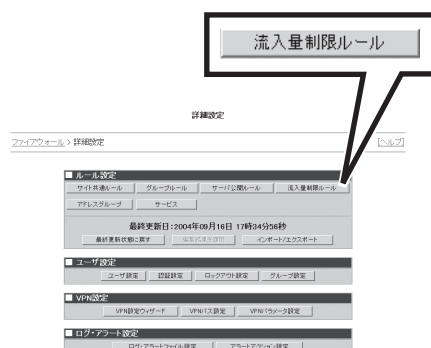 流入量制限ルール
詳細設定
ファイアウォール > 詳細設定 [ヘルプ]
■ ルール設定
サイト共通ルール グループルール サーバ公開ルール 流入量制限ルール
アドレスグループ サービス
最終更新日:2004年09月16日 17時34分56秒
最終更新状態に戻す 編集結果を適用 インポート/エクスポート
■ ユーザ設定
ユーザ設定 認証設定 ロックアウト設定 グループ設定
■ VPN設定
VPN設定ウィザード VPNパス設定 VPNパラメータ設定
■ ログ・アラート設定
ログ・アラートファイル設定 アラートアクション設定